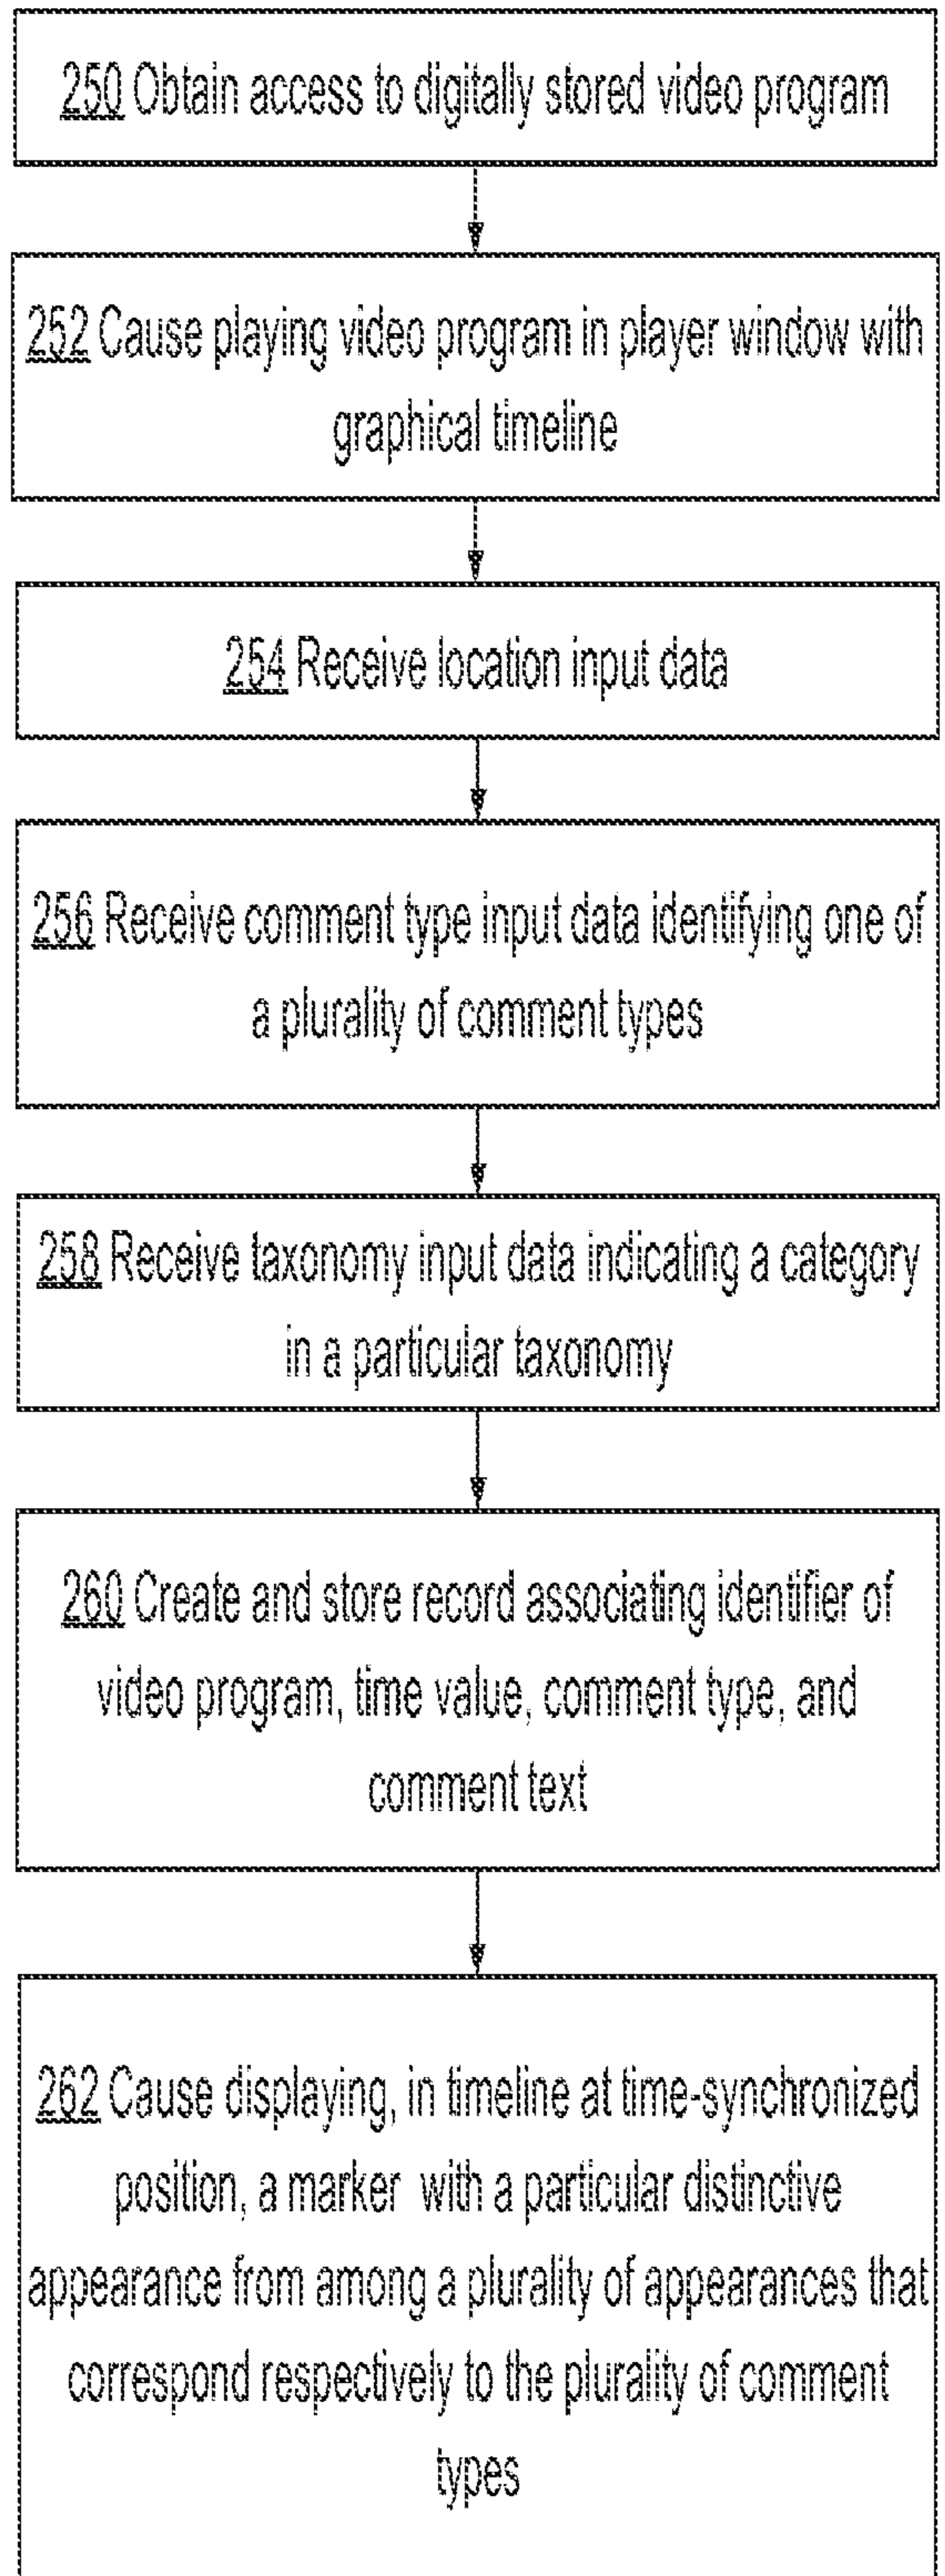 250 Obtain access to digitally stored video program
252 Cause playing video program in player window with
graphical timeline
254 Receive location input data
256 Receive comment type input data identifying one of
a plurality of comment types
258 Receive taxonomy input data indicating a category
in a particular taxonomy
260 Create and store record associating identifier of
video program, time value, comment type, and
comment text
262 Cause displaying, in timeline at time-synchronized
position, a marker with a particular distinctive
appearance from among a plurality of appearances that
correspond respectively to the plurality of comment
types